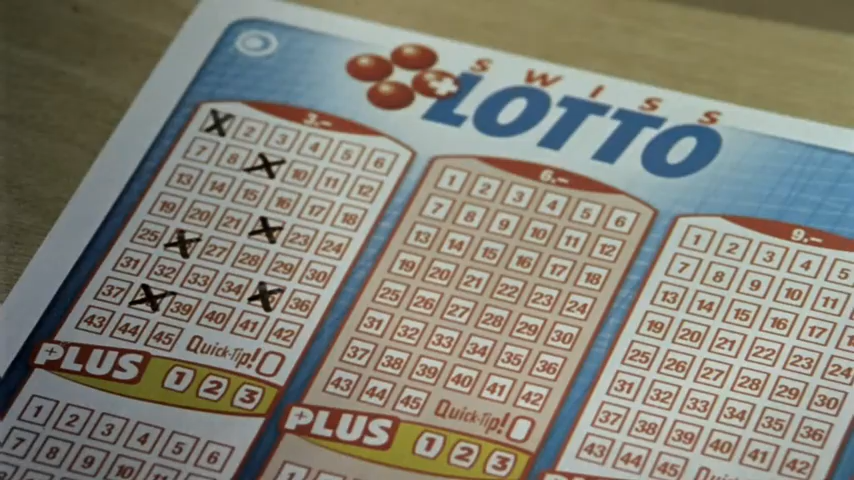 SWISS
LOTTO
3.–
2 3 4 5 6
7 8 10 11 12
13 14 15 16 17 18
19 20 21 23 24
25 27 28 29 30
31 32 33 34 36
37 39 40 41 42
43 44 45 Quick-Tip!
+PLUS 1 2 3
1 2 3 4 5 6
7 8 9 10 11 12
6.–
1 2 3 4 5 6
7 8 9 10 11 12
13 14 15 16 17 18
19 20 21 22 23 24
25 26 27 28 29 30
31 32 33 34 35 36
37 38 39 40 41 42
43 44 45 Quick-Tip!
+PLUS 1 2 3
1
9.–
1 2 3 4 5
7 8 9 10 11
13 14 15 16 17
19 20 21 22 23 24
25 26 27 28 29 30
31 32 33 34 35 36
37 38 39 40 41 42
43 44 45